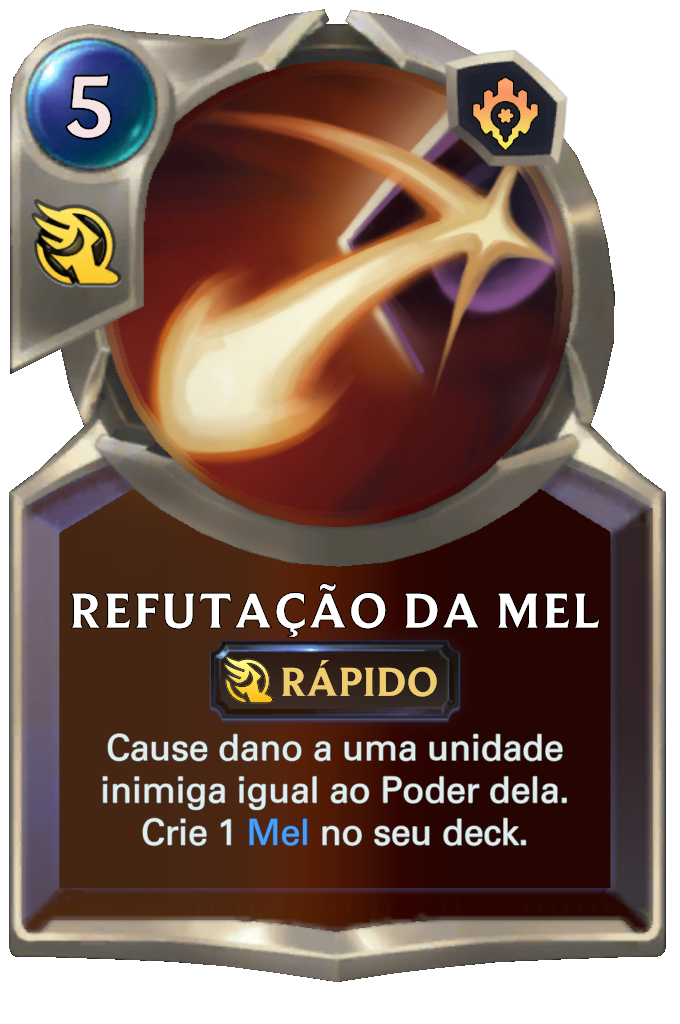 5
REFUTAÇÃO DA MEL
RÁPIDO
Cause dano a uma unidade
inimiga igual ao Poder dela.
Crie 1 Mel no seu deck.